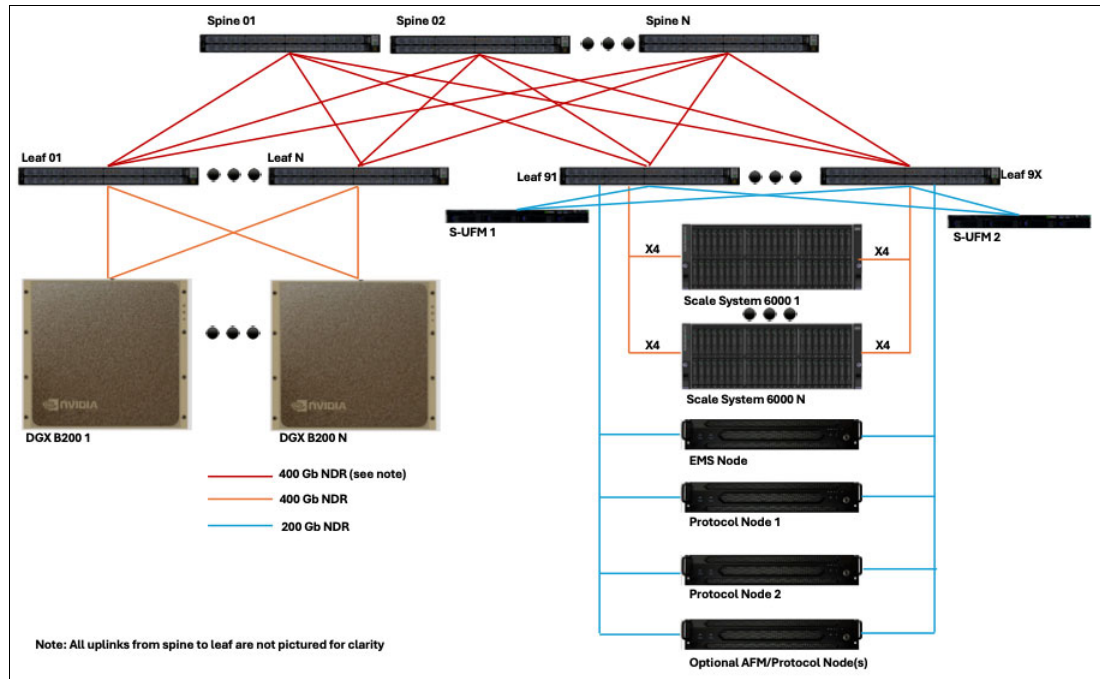 Spine 01
Spine 02
Spine N
Leaf 01
Leaf N
Leaf 91
Leaf 9X
S-UFM 1
S-UFM 2
X4
X4
Scale System 6000 1
X4
X4
Scale System 6000 N
NVIDIA
NVIDIA
DGX B200 1
DGX B200 N
EMS Node
400 Gb NDR (see note)
400 Gb NDR
200 Gb NDR
Protocol Node 1
Protocol Node 2
Note: All uplinks from spine to leaf are not pictured for clarity
Optional AFM/Protocol Node(s)